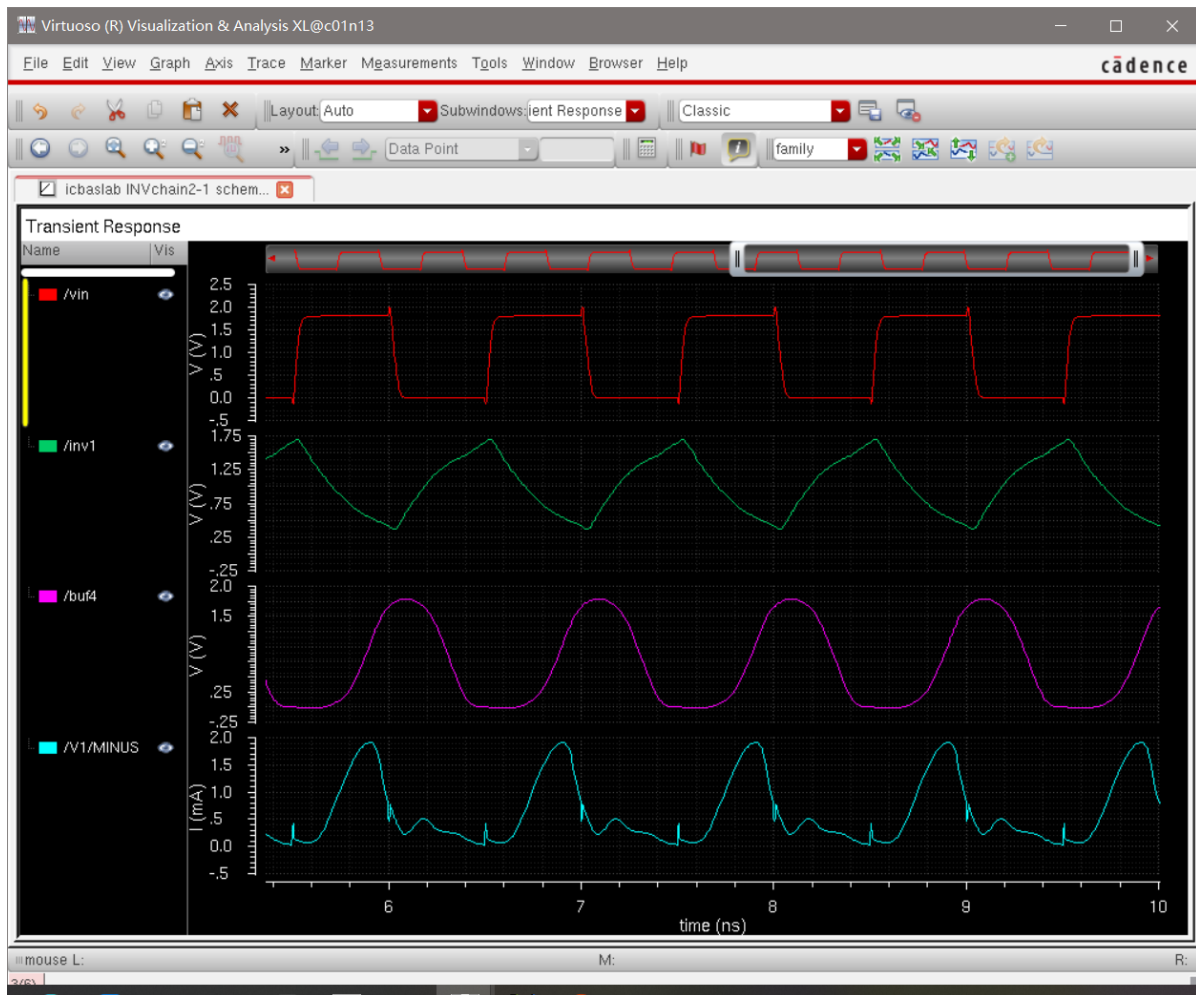 Virtuoso (R) Visualization & Analysis XL@c01n13
File Edit View Graph Axis Trace Marker Measurements Tools Window Browser Help
cādence
Layout: Auto Subwindows: ient Response Classic
» Data Point family
icbaslab INVchain2-1 schem...
Transient Response
Name Vis
/vin
2.5
2.0
1.5
1.0
.5
0.0
-.5
V (V)
/inv1
1.75
1.25
.75
.25
-.25
V (V)
/buf4
2.0
1.5
.25
-.25
V (V)
/V1/MINUS
2.0
1.5
1.0
.5
0.0
-.5
I (mA)
6 7 8 9 10
time (ns)
mouse L: M: R: